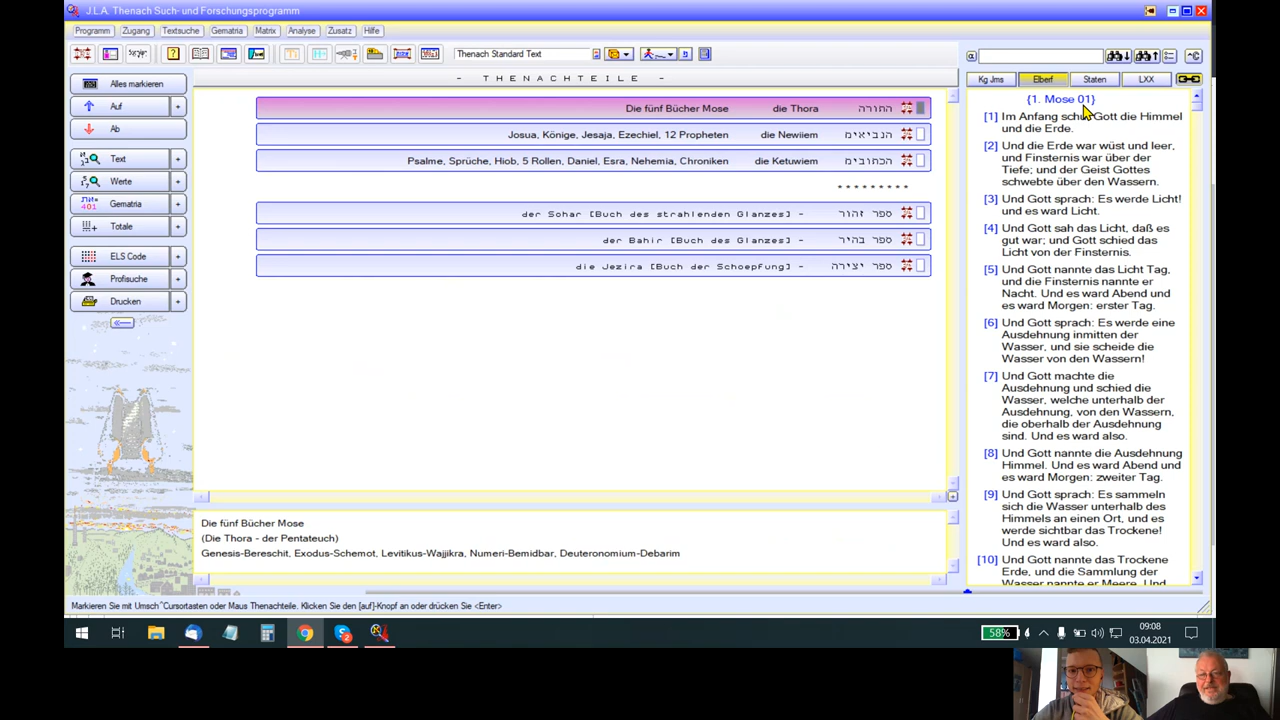 J.L.A. Thenach Such- und Forschungsprogramm
Programm Zugang Textsuche Gematria Matrix Analyse Zusatz Hilfe
Thenach Standard Text
Kg Jms Elberf Staten LXX
Alles markieren
Auf
Ab
Text
Werte
Gematria
Totale
ELS Code
Profisuche
Drucken
- THENACHTEILE -
Die fünf Bücher Mose die Thora התורה
Josua, Könige, Jesaja, Ezechiel, 12 Propheten die Newiiem הנביאימ
Psalme, Sprüche, Hiob, 5 Rollen, Daniel, Esra, Nehemia, Chroniken die Ketuwiem הכתובימ
*********
der Sohar [Buch des strahlenden Glanzes] - ספר זהור
der Bahir [Buch des Glanzes] - ספר בהיר
die Jezira [Buch der Schoepfung] - ספר יצירה
Die fünf Bücher Mose
(Die Thora - der Pentateuch)
Genesis-Bereschit, Exodus-Schemot, Levitikus-Wajjikra, Numeri-Bemidbar, Deuteronomium-Debarim
{1. Mose 01}
[1] Im Anfang schuf Gott die Himmel
und die Erde.
[2] Und die Erde war wüst und leer,
und Finsternis war über der
Tiefe; und der Geist Gottes
schwebte über den Wassern.
[3] Und Gott sprach: Es werde Licht!
und es ward Licht.
[4] Und Gott sah das Licht, daß es
gut war; und Gott schied das
Licht von der Finsternis.
[5] Und Gott nannte das Licht Tag,
und die Finsternis nannte er
Nacht. Und es ward Abend und
es ward Morgen: erster Tag.
[6] Und Gott sprach: Es werde eine
Ausdehnung inmitten der
Wasser, und sie scheide die
Wasser von den Wassern!
[7] Und Gott machte die
Ausdehnung und schied die
Wasser, welche unterhalb der
Ausdehnung, von den Wassern,
die oberhalb der Ausdehnung
sind. Und es ward also.
[8] Und Gott nannte die Ausdehnung
Himmel. Und es ward Abend und
es ward Morgen: zweiter Tag.
[9] Und Gott sprach: Es sammeln
sich die Wasser unterhalb des
Himmels an einen Ort, und es
werde sichtbar das Trockene!
Und es ward also.
[10] Und Gott nannte das Trockene
Erde, und die Sammlung der
Wasser nannte er Meere. Und
Markieren Sie mit Umsch^Cursortasten oder Maus Thenachteile. Klicken Sie den [auf]-Knopf an oder drücken Sie <Enter>
58%
09:08
03.04.2021